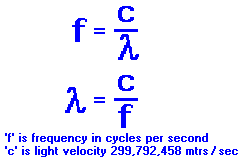 f = c / λ
λ = c / f
'f' is frequency in cycles per second
'c' is light velocity 299,792,458 mtrs / sec